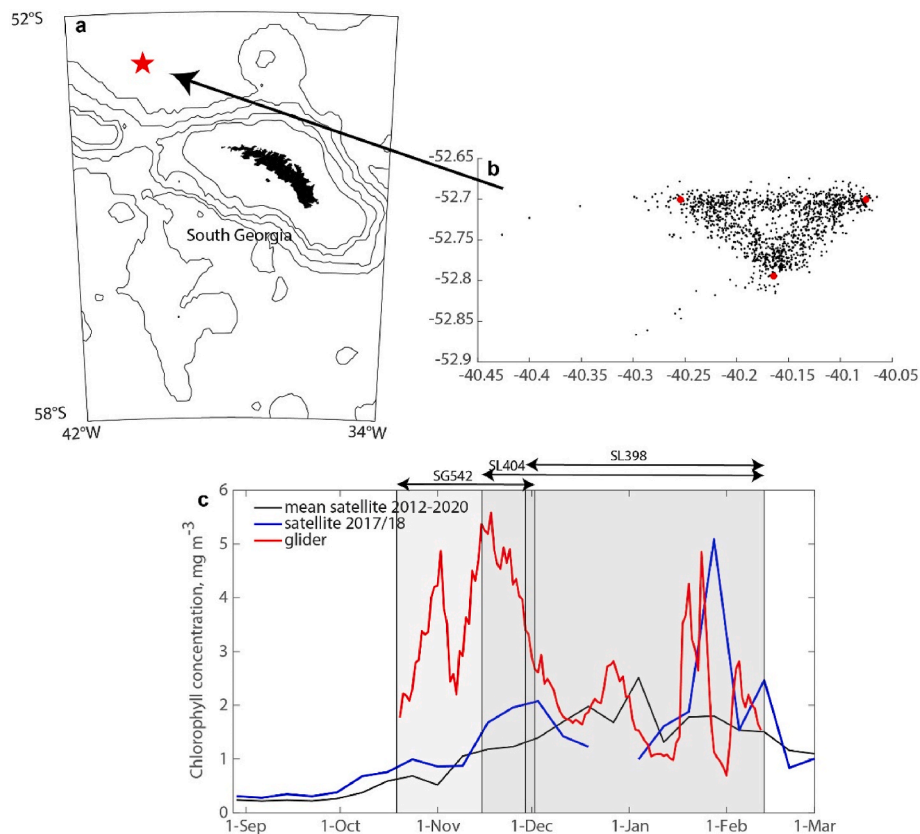 52°S
a
South Georgia
58°S
42°W
34°W
b
-52.65
-52.7
-52.75
-52.8
-52.85
-52.9
-40.45
-40.4
-40.35
-40.3
-40.25
-40.2
-40.15
-40.1
-40.05
SL398
SL404
SG542
c
mean satellite 2012-2020
satellite 2017/18
glider
Chlorophyll concentration, mg m⁻³
6
5
4
3
2
1
0
1-Sep
1-Oct
1-Nov
1-Dec
1-Jan
1-Feb
1-Mar